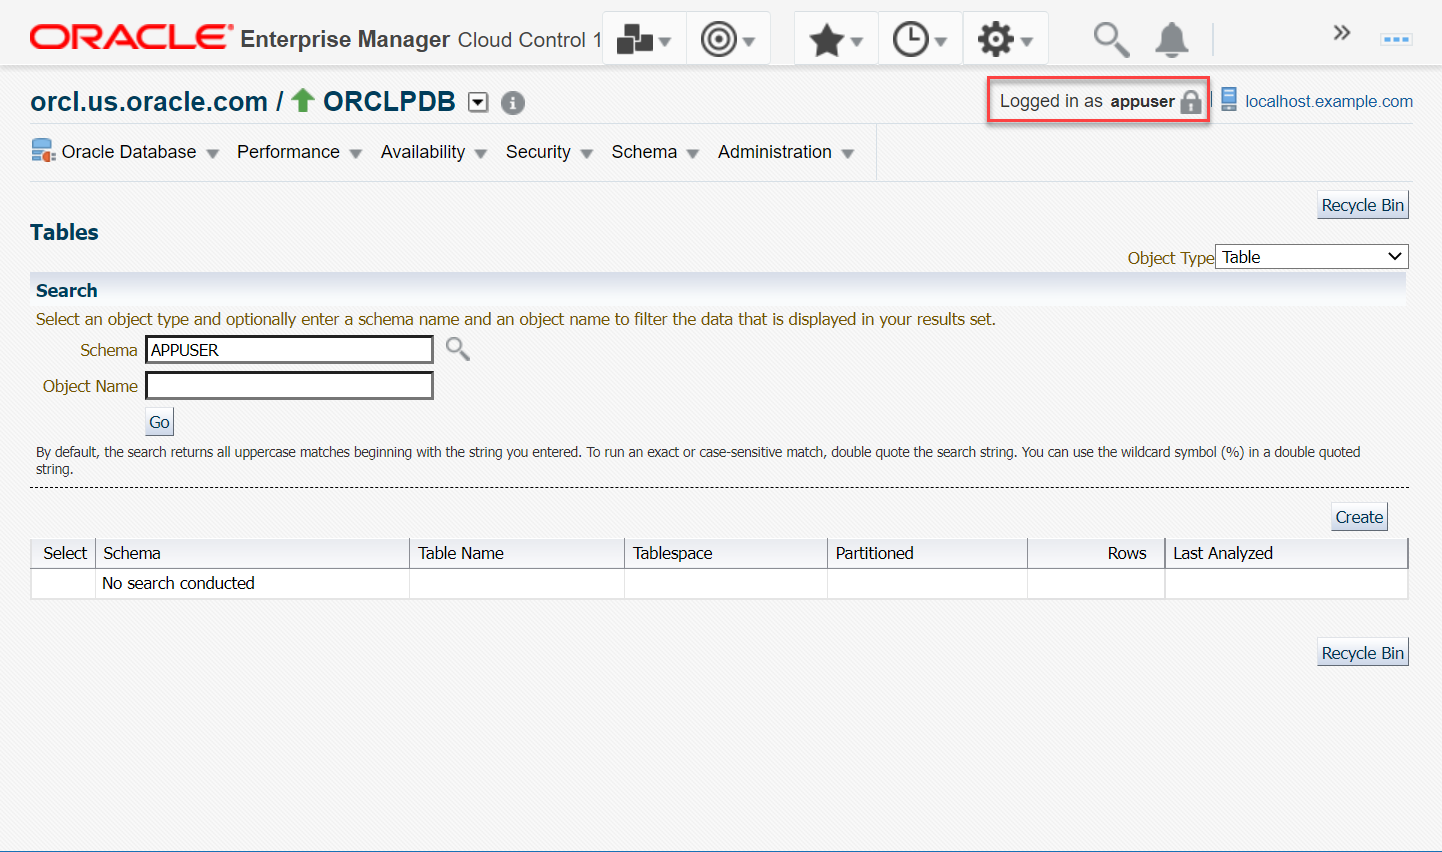 ORACLE® Enterprise Manager Cloud Control 1
orcl.us.oracle.com / ORCLPDB
Logged in as appuser
localhost.example.com
Oracle Database Performance Availability Security Schema Administration
Recycle Bin
Tables
Object Type Table
Search
Select an object type and optionally enter a schema name and an object name to filter the data that is displayed in your results set.
Schema APPUSER
Object Name
Go
By default, the search returns all uppercase matches beginning with the string you entered. To run an exact or case-sensitive match, double quote the search string. You can use the wildcard symbol (%) in a double quoted
string.
Create
Select Schema Table Name Tablespace Partitioned Rows Last Analyzed
No search conducted
Recycle Bin